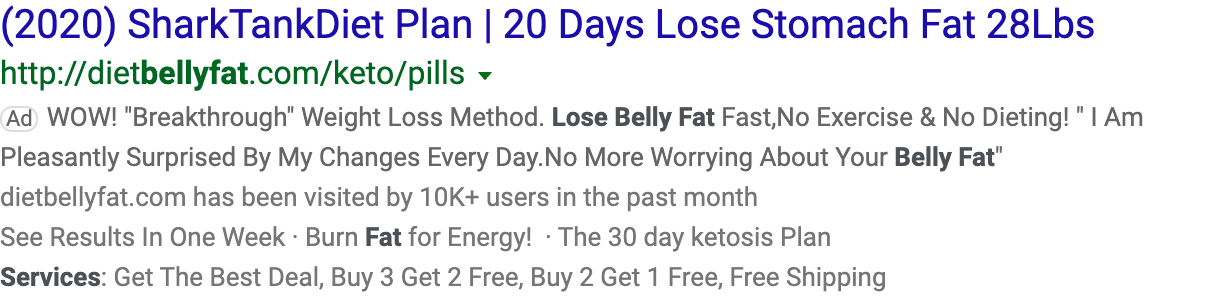 (2020) SharkTankDiet Plan | 20 Days Lose Stomach Fat 28Lbs
http://dietbellyfat.com/keto/pills
Ad WOW! "Breakthrough" Weight Loss Method. Lose Belly Fat Fast,No Exercise & No Dieting! " I Am
Pleasantly Surprised By My Changes Every Day.No More Worrying About Your Belly Fat"
dietbellyfat.com has been visited by 10K+ users in the past month
See Results In One Week · Burn Fat for Energy! · The 30 day ketosis Plan
Services: Get The Best Deal, Buy 3 Get 2 Free, Buy 2 Get 1 Free, Free Shipping